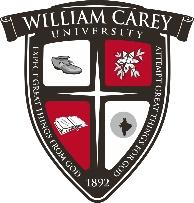 WILLIAM CAREY
UNIVERSITY
EXPECT GREAT THINGS FROM GOD
ATTEMPT GREAT THINGS FOR GOD
1892